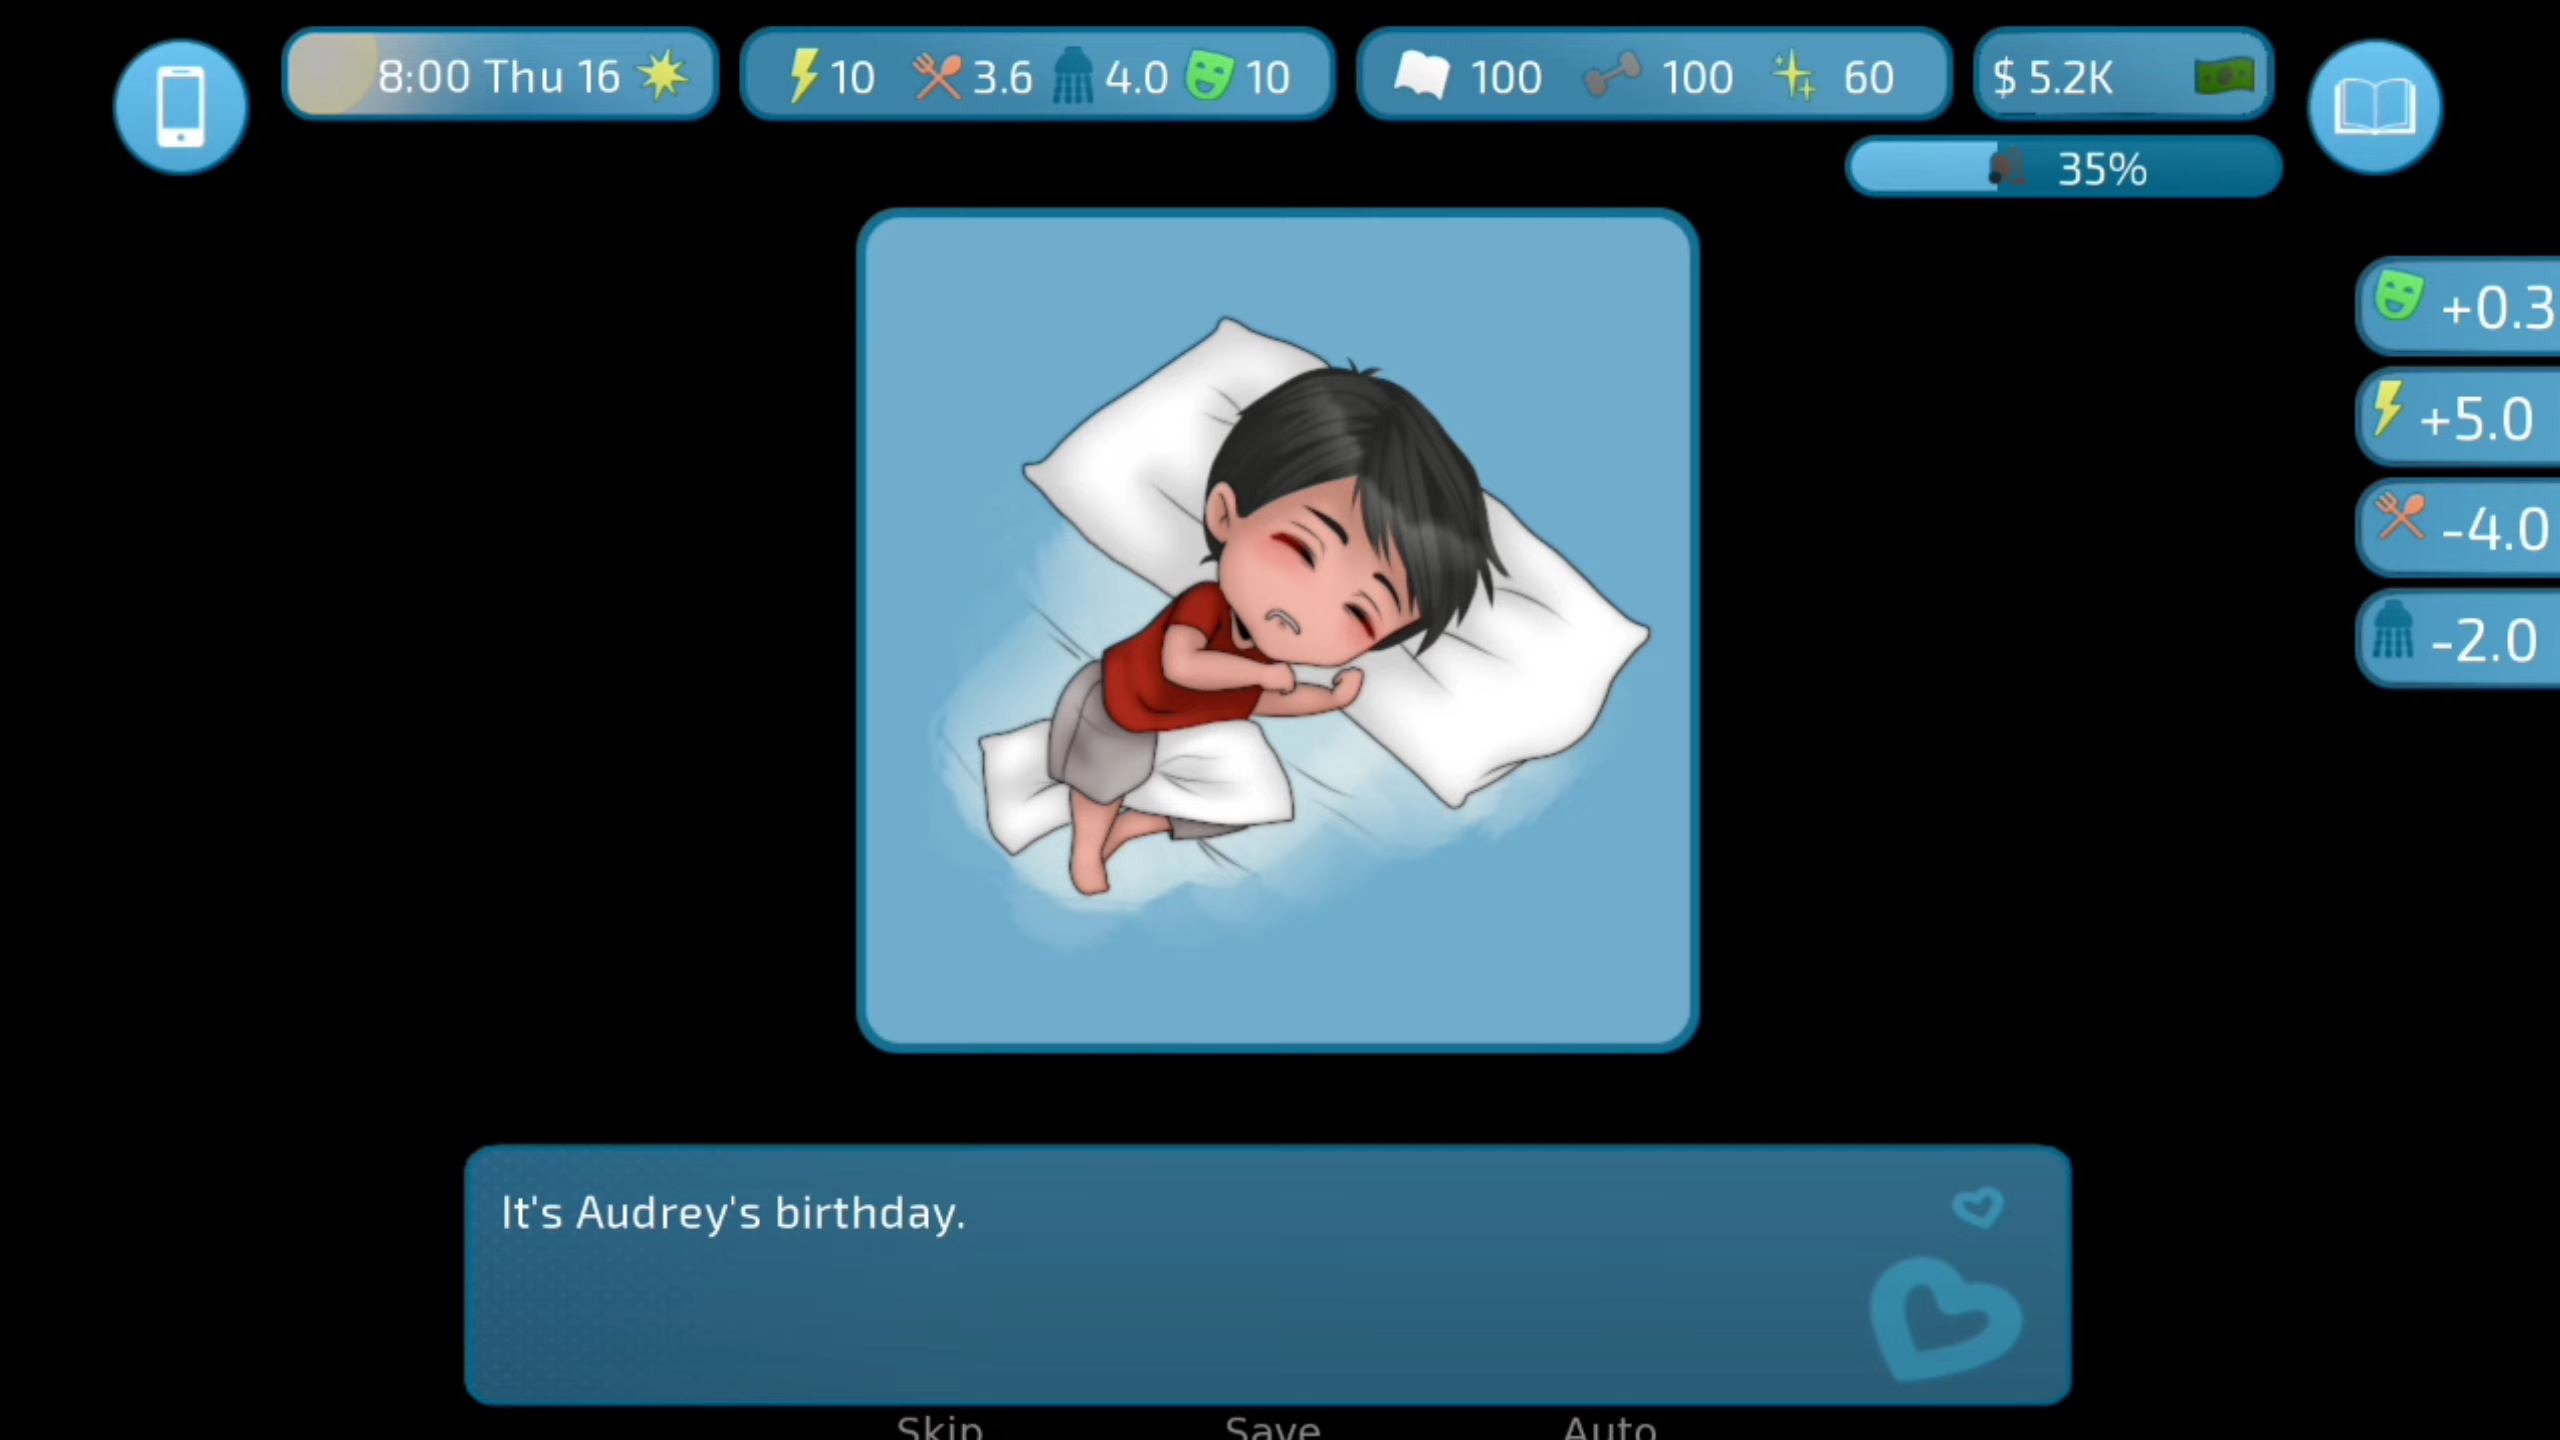 8:00 Thu 16
10 3.6 4.0 10
100 100 60
$ 5.2K
35%
+0.3
+5.0
-4.0
-2.0
It's Audrey's birthday.
Skip Save Auto